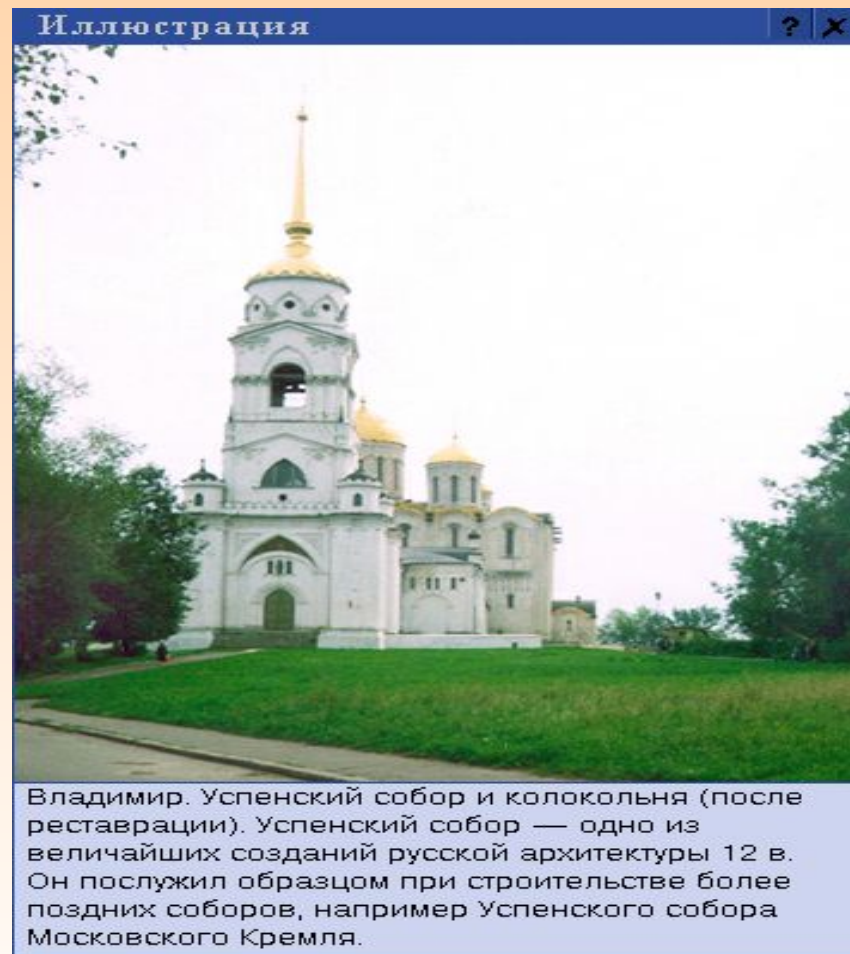 Иллюстрация ? ×
Владимир. Успенский собор и колокольня (после
реставрации). Успенский собор — одно из
величайших созданий русской архитектуры 12 в.
Он послужил образцом при строительстве более
поздних соборов, например Успенского собора
Московского Кремля.